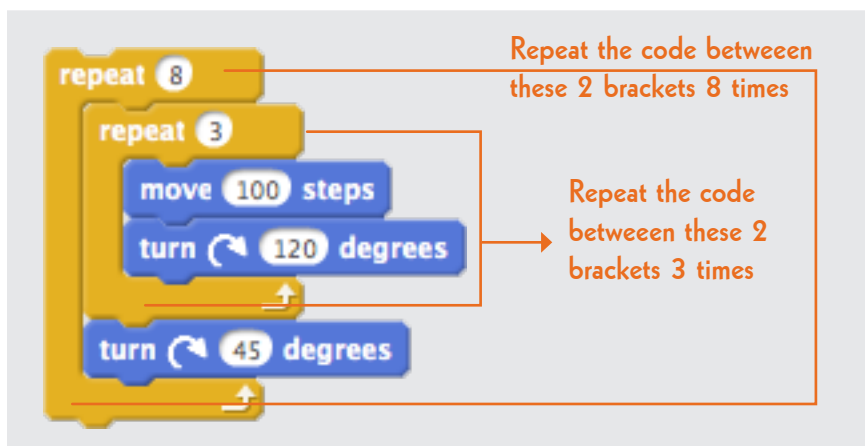 repeat 8
Repeat the code betweeen
these 2 brackets 8 times
repeat 3
move 100 steps
turn 120 degrees
Repeat the code
betweeen these 2
brackets 3 times
turn 45 degrees